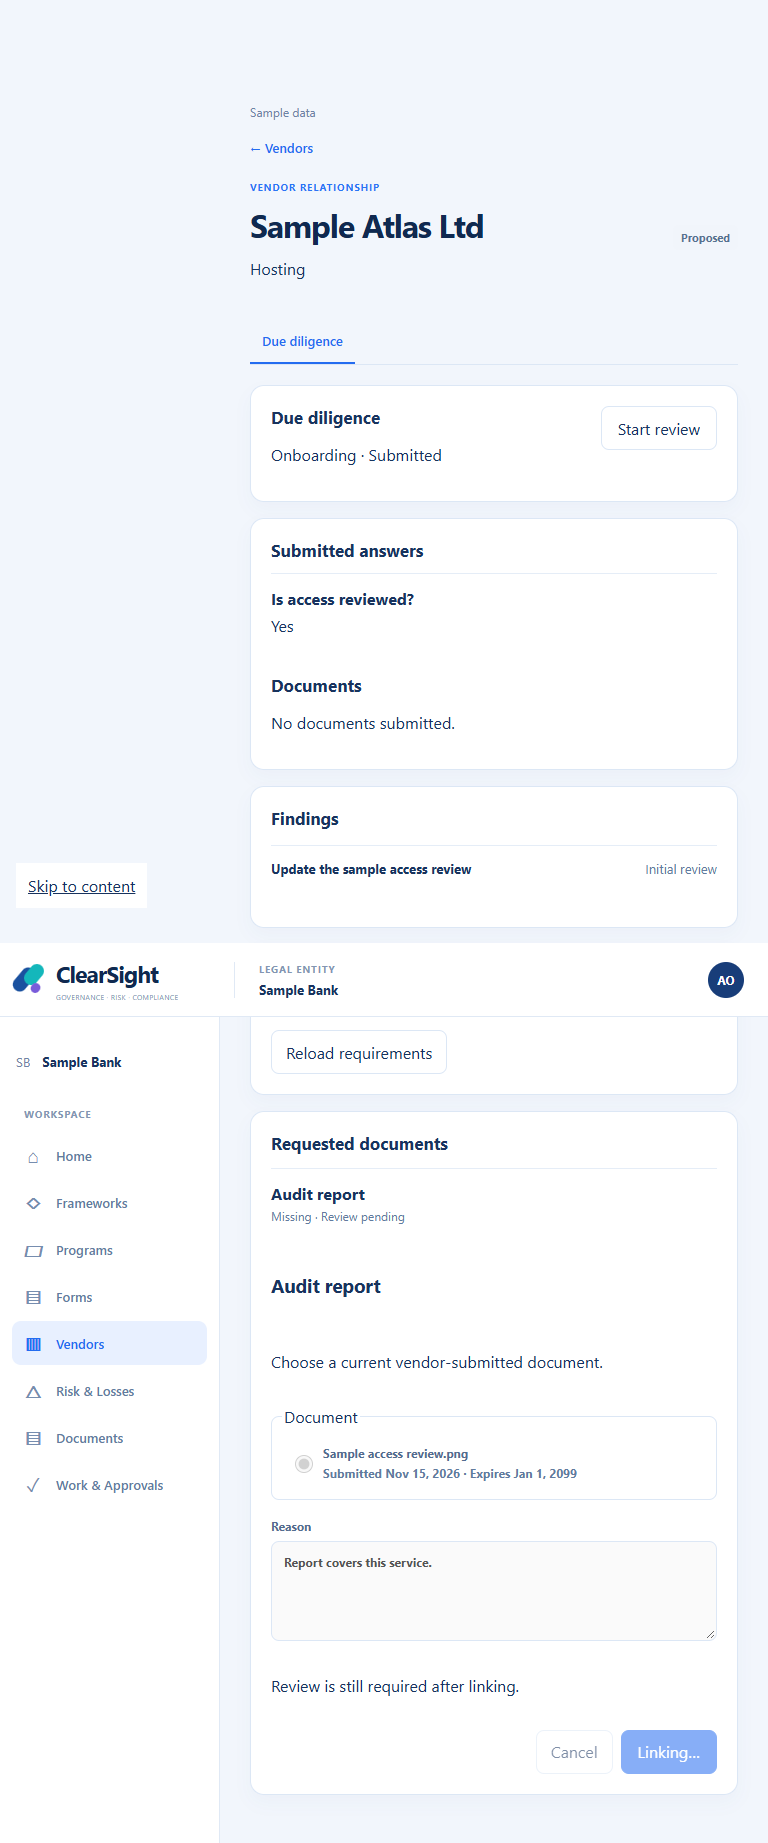 Sample data
← Vendors
VENDOR RELATIONSHIP
Sample Atlas Ltd
Proposed
Hosting
Due diligence
Due diligence
Start review
Onboarding · Submitted
Submitted answers
Is access reviewed?
Yes
Documents
No documents submitted.
Findings
Update the sample access review
Initial review
Skip to content
ClearSight
GOVERNANCE · RISK · COMPLIANCE
LEGAL ENTITY
Sample Bank
AO
SB Sample Bank
WORKSPACE
Home
Frameworks
Programs
Forms
Vendors
Risk & Losses
Documents
Work & Approvals
Reload requirements
Requested documents
Audit report
Missing · Review pending
Audit report
Choose a current vendor-submitted document.
Document
Sample access review.png
Submitted Nov 15, 2026 · Expires Jan 1, 2099
Reason
Report covers this service.
Review is still required after linking.
Cancel
Linking...